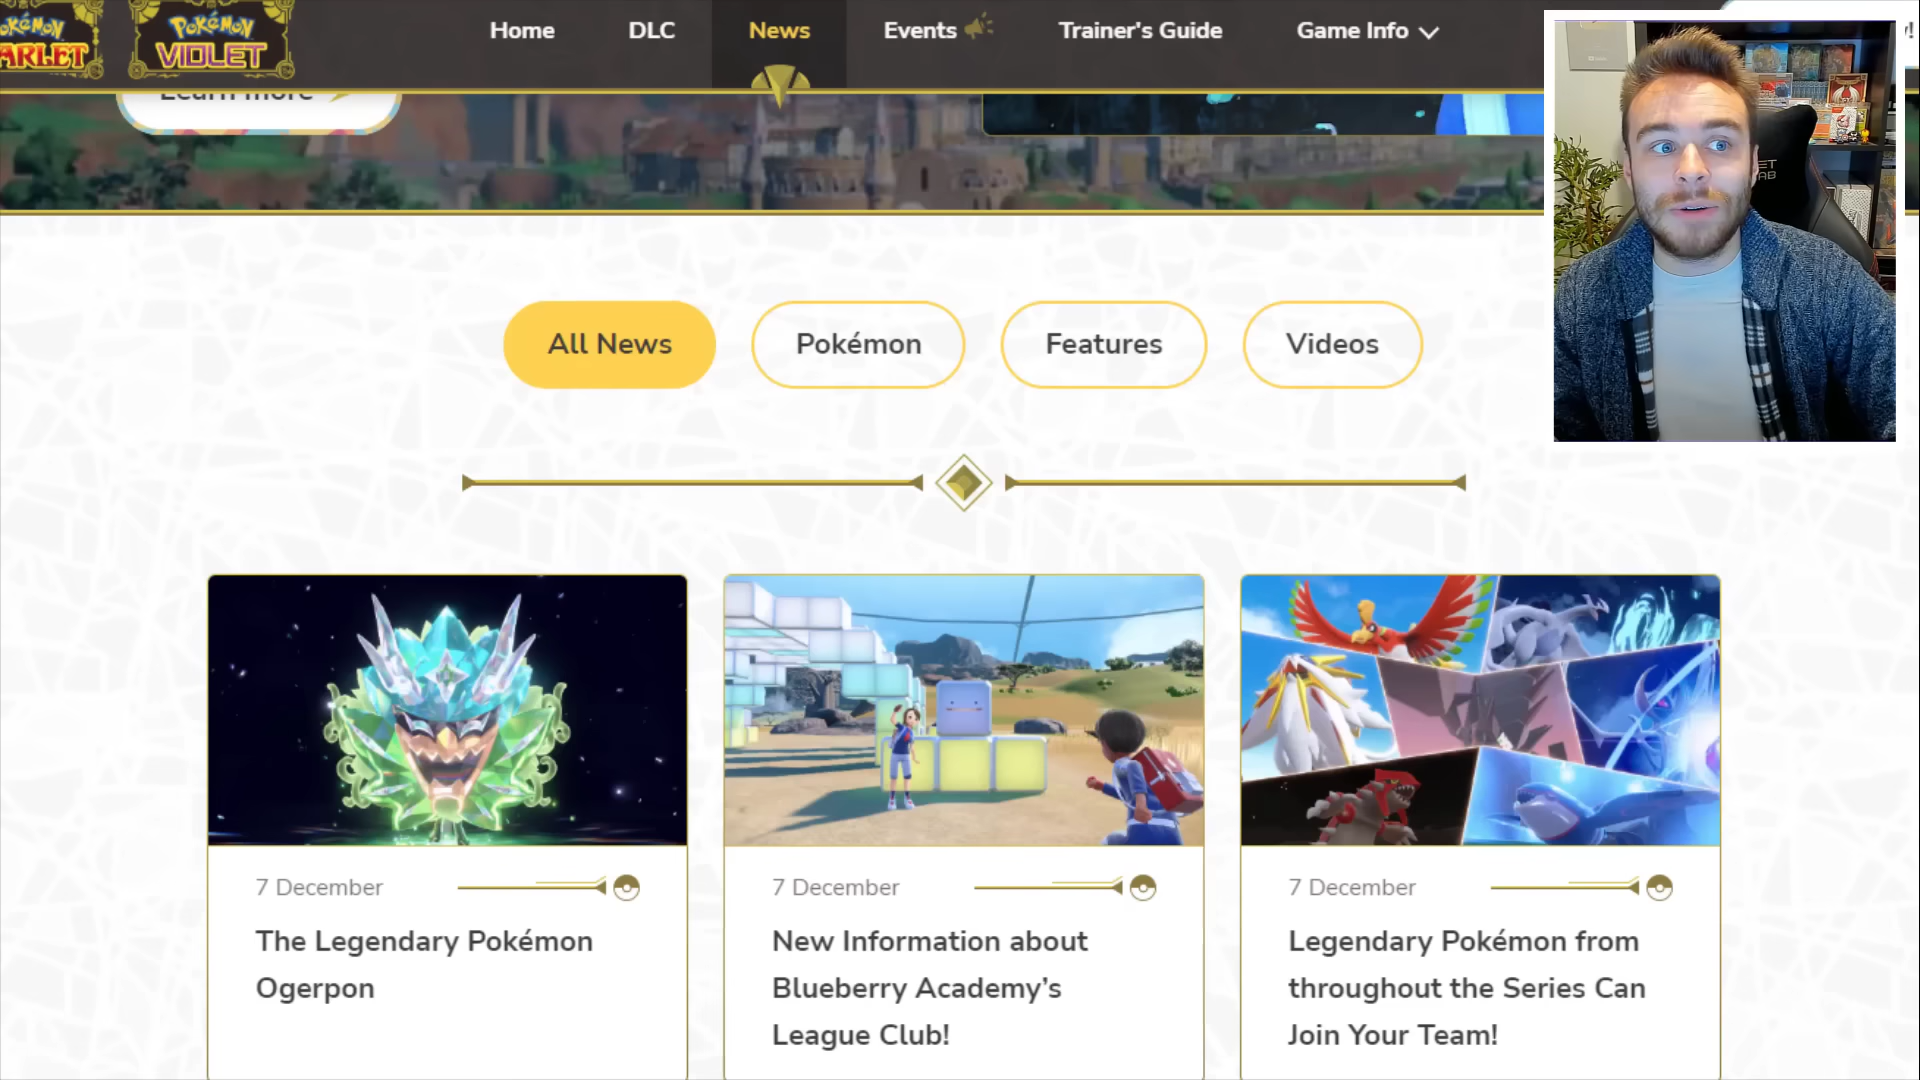 POKéMON
VIOLET
Home
DLC
News
Events
Trainer's Guide
Game Info
Learn more
All News
Pokémon
Features
Videos
7 December
The Legendary Pokémon
Ogerpon
7 December
New Information about
Blueberry Academy’s
League Club!
7 December
Legendary Pokémon from
throughout the Series Can
Join Your Team!